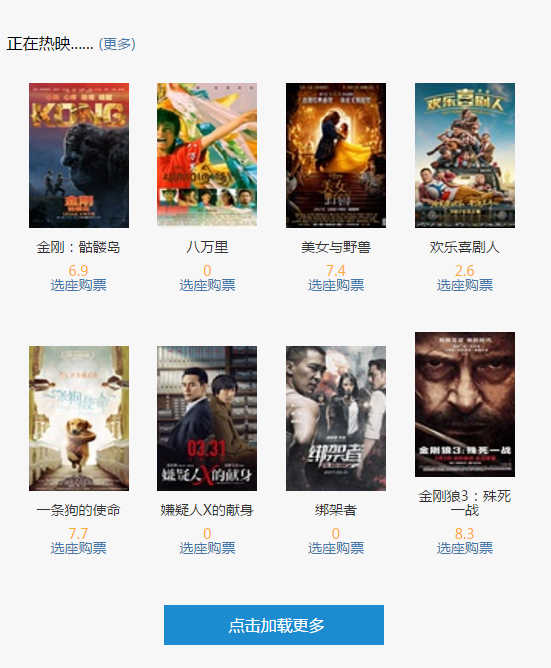 正在热映...... (更多)
KONG
金刚
欢乐喜剧人
美女
野兽
金刚：骷髅岛
八万里
美女与野兽
欢乐喜剧人
6.9
0
7.4
2.6
选座购票
选座购票
选座购票
选座购票
一条狗的使命
03.31
嫌疑人X的献身
绑架者
金刚狼3：殊死一战
一条狗的使命
嫌疑人X的献身
绑架者
金刚狼3：殊死
一战
7.7
0
0
8.3
选座购票
选座购票
选座购票
选座购票
点击加载更多